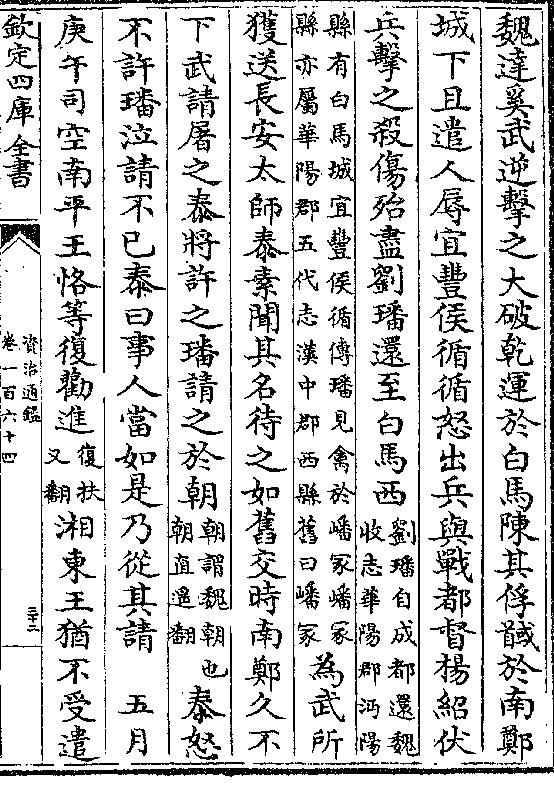 魏達奚武逆擊之大破乾運於白馬陳其俘馘於南鄭
城下且遣人辱宜豐侯循循怒出兵與戰都督楊紹伏
兵擊之殺傷殆盡劉璠還至白馬西劉璠自成都還魏
收志華陽郡沔陽
縣有白馬城宜豐侯循傳璠見禽於嶓冢嶓冢
縣亦屬華陽郡五代志漢中郡西縣舊曰嶓冢為武所
獲送長安太師泰素聞其名待之如舊交時南鄭久不
下武請屠之泰將許之璠請之於朝朝謂魏朝也
朝直遥翻泰怒
不許璠泣請不已泰曰事人當如是乃從其請　五月
庚午司空南平王恪等復勸進復扶
又翻湘東王猶不受遣
欽定四庫全書
資治通鑑
卷一百六十四
三十二